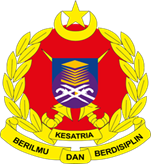 KESATRIA
BERILMU DAN BERDISIPLIN